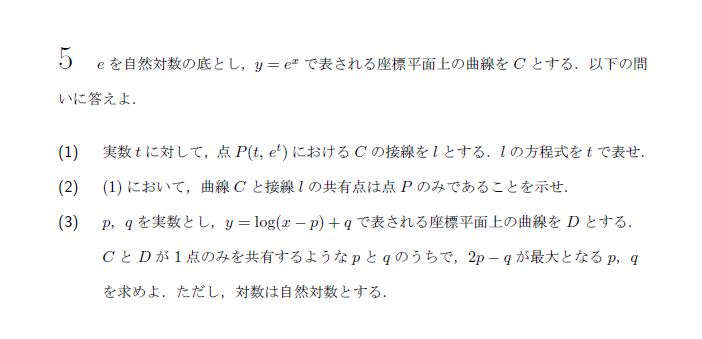 5 eを自然対数の底とし，y = e^x で表される座標平面上の曲線を C とする．以下の問
いに答えよ．
(1) 実数 t に対して，点 P(t, e^t) における C の接線を l とする．l の方程式を t で表せ．
(2) (1) において，曲線 C と接線 l の共有点は点 P のみであることを示せ．
(3) p，q を実数とし，y = log(x − p) + q で表される座標平面上の曲線を D とする．
C と D が 1 点のみを共有するような p と q のうちで，2p − q が最大となる p，q
を求めよ．ただし，対数は自然対数とする．